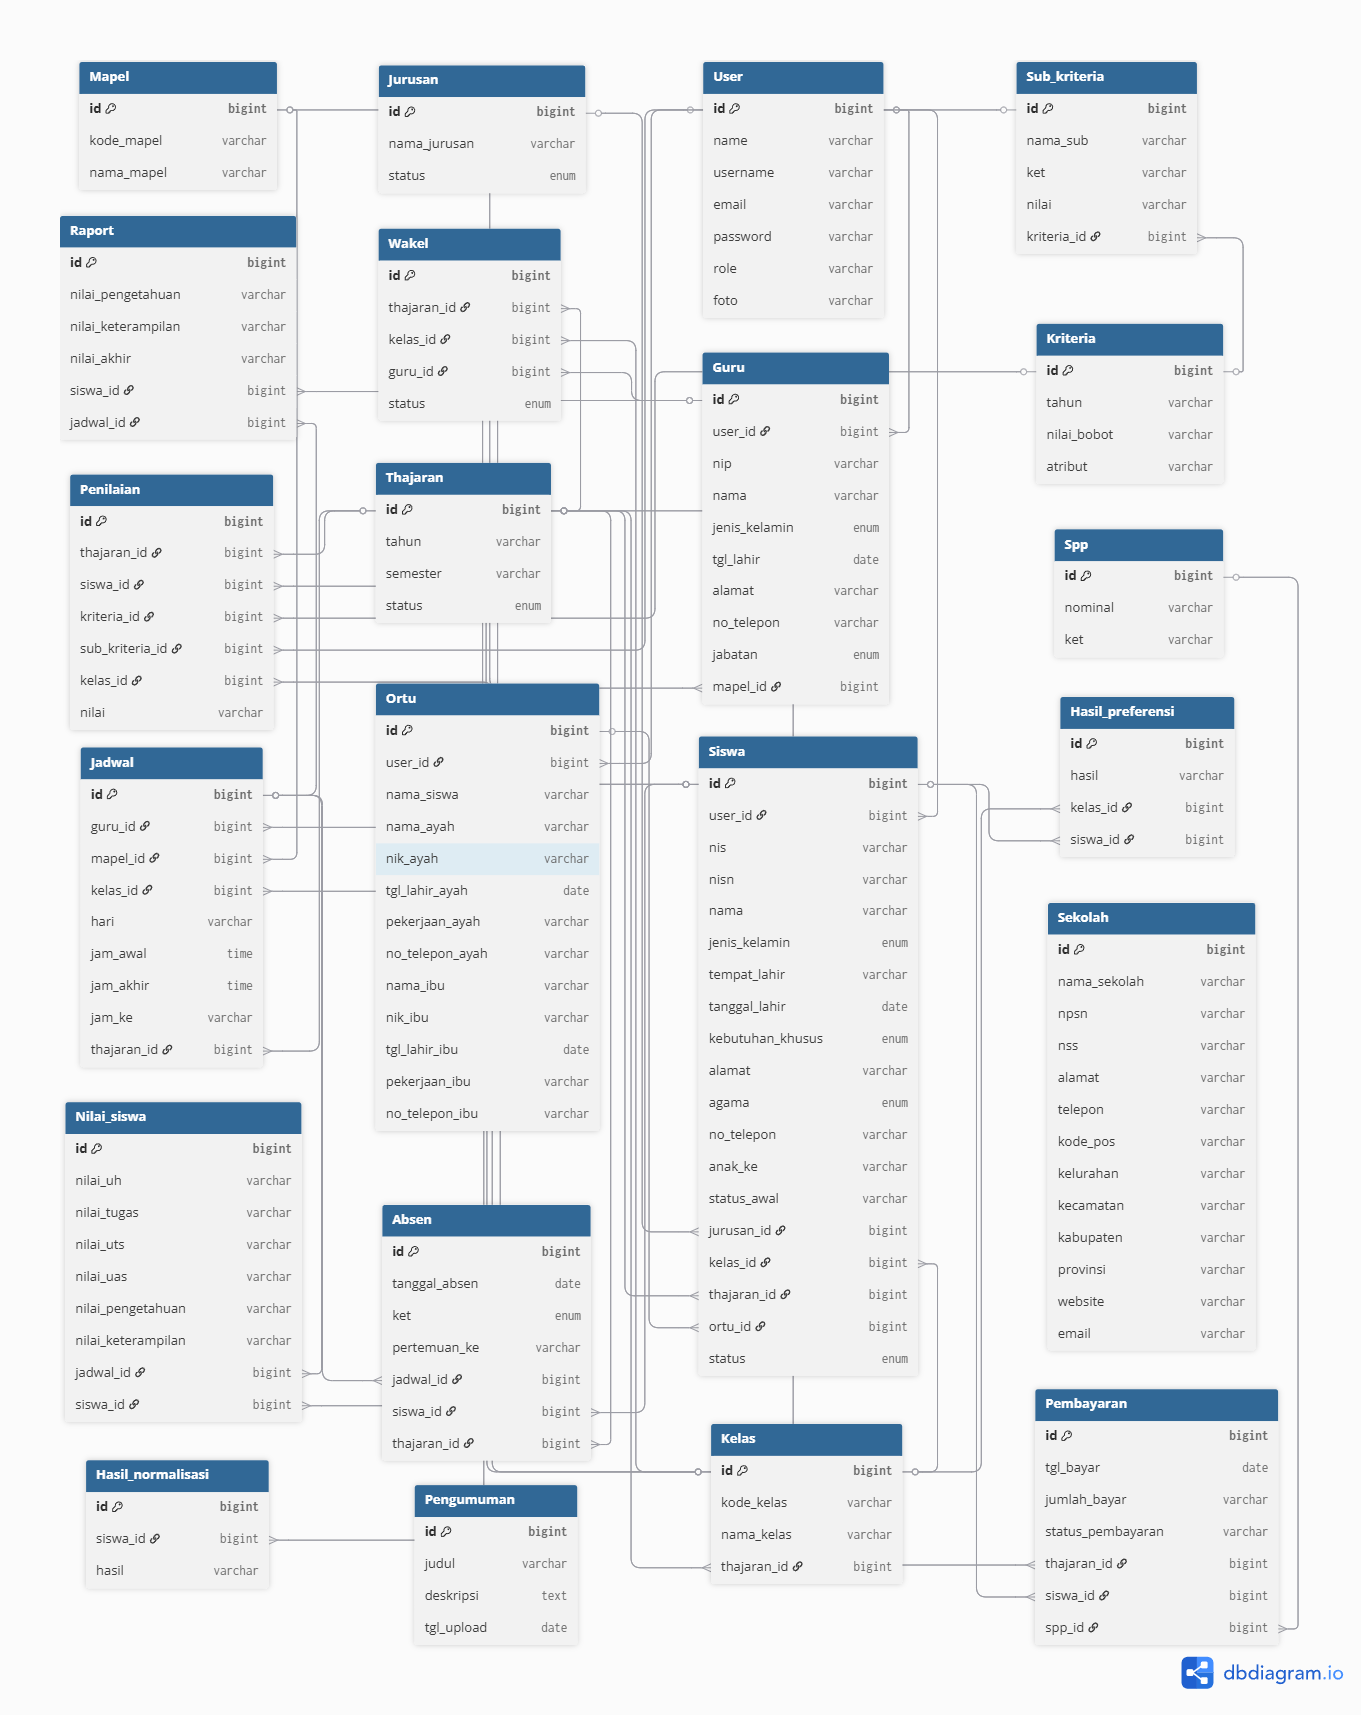 Mapel
id bigint
kode_mapel varchar
nama_mapel varchar
Raport
id bigint
nilai_pengetahuan varchar
nilai_keterampilan varchar
nilai_akhir varchar
siswa_id bigint
jadwal_id bigint
Penilaian
id bigint
thajaran_id bigint
siswa_id bigint
kriteria_id bigint
sub_kriteria_id bigint
kelas_id bigint
nilai varchar
Jadwal
id bigint
guru_id bigint
mapel_id bigint
kelas_id bigint
hari varchar
jam_awal time
jam_akhir time
jam_ke varchar
thajaran_id bigint
Nilai_siswa
id bigint
nilai_uh varchar
nilai_tugas varchar
nilai_uts varchar
nilai_uas varchar
nilai_pengetahuan varchar
nilai_keterampilan varchar
jadwal_id bigint
siswa_id bigint
Hasil_normalisasi
id bigint
siswa_id bigint
hasil varchar
Jurusan
id bigint
nama_jurusan varchar
status enum
Wakel
id bigint
thajaran_id bigint
kelas_id bigint
guru_id bigint
status enum
Thajaran
id bigint
tahun varchar
semester varchar
status enum
Ortu
id bigint
user_id bigint
nama_siswa varchar
nama_ayah varchar
nik_ayah varchar
tgl_lahir_ayah date
pekerjaan_ayah varchar
no_telepon_ayah varchar
nama_ibu varchar
nik_ibu varchar
tgl_lahir_ibu date
pekerjaan_ibu varchar
no_telepon_ibu varchar
Absen
id bigint
tanggal_absen date
ket enum
pertemuan_ke varchar
jadwal_id bigint
siswa_id bigint
thajaran_id bigint
Pengumuman
id bigint
judul varchar
deskripsi text
tgl_upload date
User
id bigint
name varchar
username varchar
email varchar
password varchar
role varchar
foto varchar
Guru
id bigint
user_id bigint
nip varchar
nama varchar
jenis_kelamin enum
tgl_lahir date
alamat varchar
no_telepon varchar
jabatan enum
mapel_id bigint
Siswa
id bigint
user_id bigint
nis varchar
nisn varchar
nama varchar
jenis_kelamin enum
tempat_lahir varchar
tanggal_lahir date
kebutuhan_khusus enum
alamat varchar
agama enum
no_telepon varchar
anak_ke varchar
status_awal varchar
jurusan_id bigint
kelas_id bigint
thajaran_id bigint
ortu_id bigint
status enum
Kelas
id bigint
kode_kelas varchar
nama_kelas varchar
thajaran_id bigint
Sub_kriteria
id bigint
nama_sub varchar
ket varchar
nilai varchar
kriteria_id bigint
Kriteria
id bigint
tahun varchar
nilai_bobot varchar
atribut varchar
Spp
id bigint
nominal varchar
ket varchar
Hasil_preferensi
id bigint
hasil varchar
kelas_id bigint
siswa_id bigint
Sekolah
id bigint
nama_sekolah varchar
npsn varchar
nss varchar
alamat varchar
telepon varchar
kode_pos varchar
kelurahan varchar
kecamatan varchar
kabupaten varchar
provinsi varchar
website varchar
email varchar
Pembayaran
id bigint
tgl_bayar date
jumlah_bayar varchar
status_pembayaran varchar
thajaran_id bigint
siswa_id bigint
spp_id bigint
dbdiagram.io